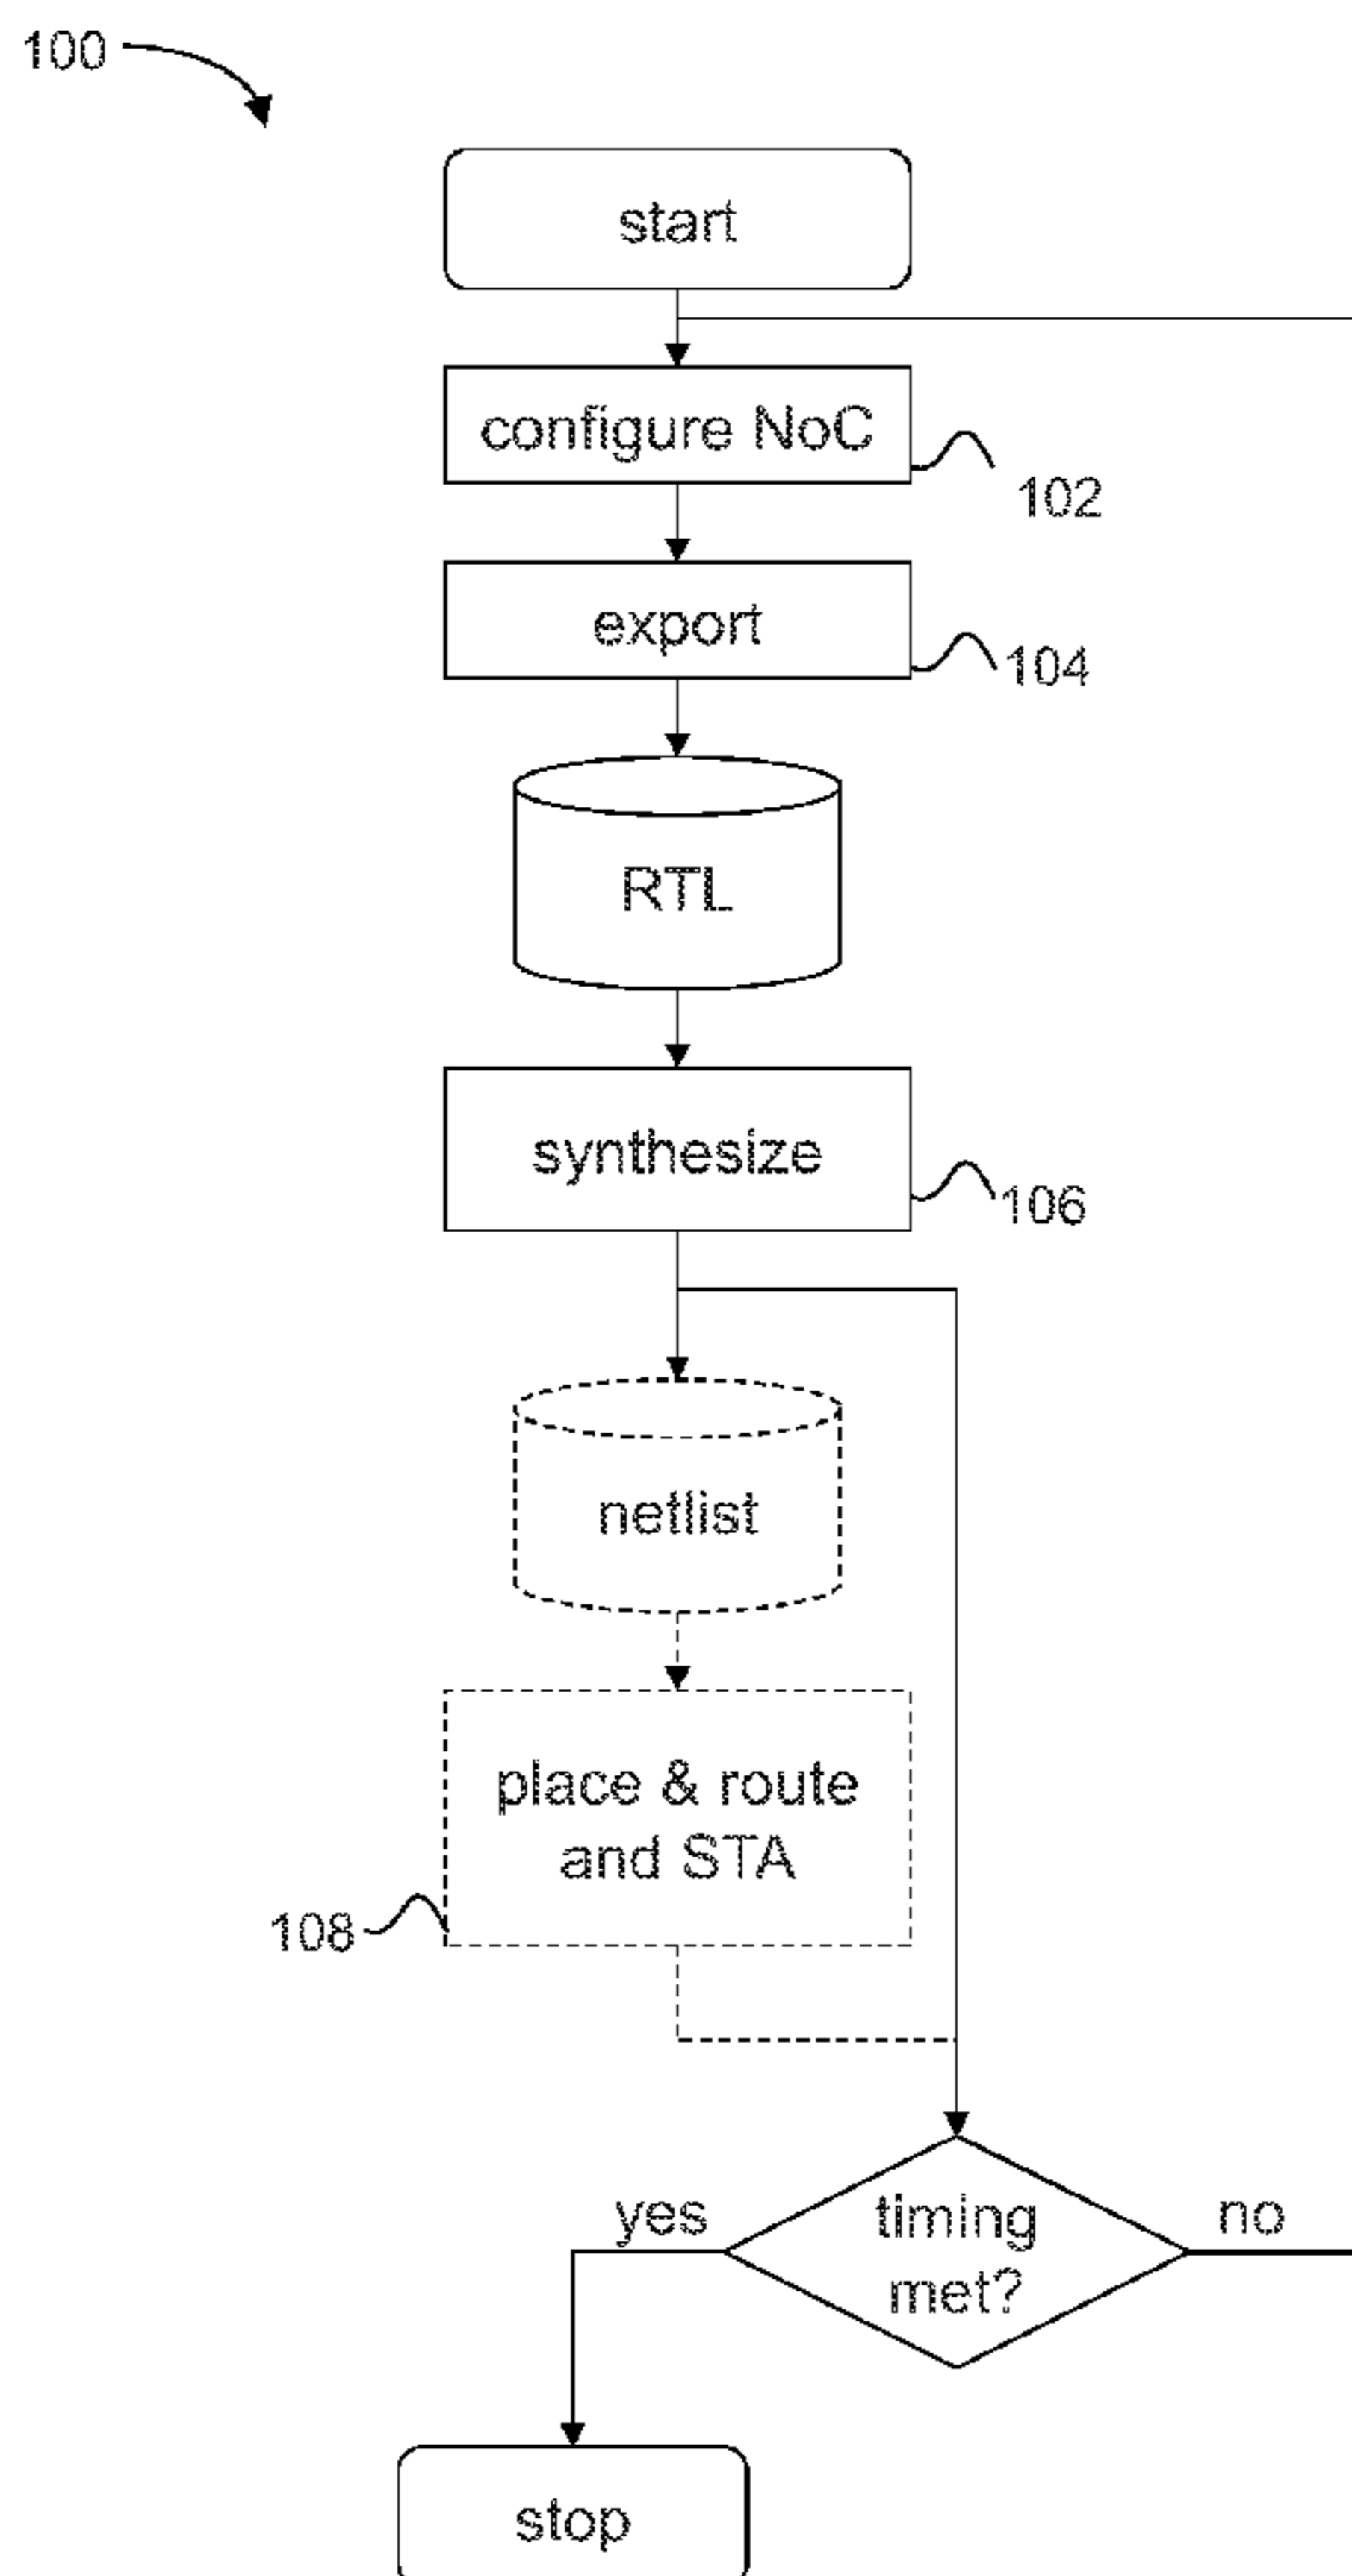 100
start
configure NoC
102
export
104
RTL
synthesize
106
netlist
place & route
and STA
108
yes
timing
met?
no
stop